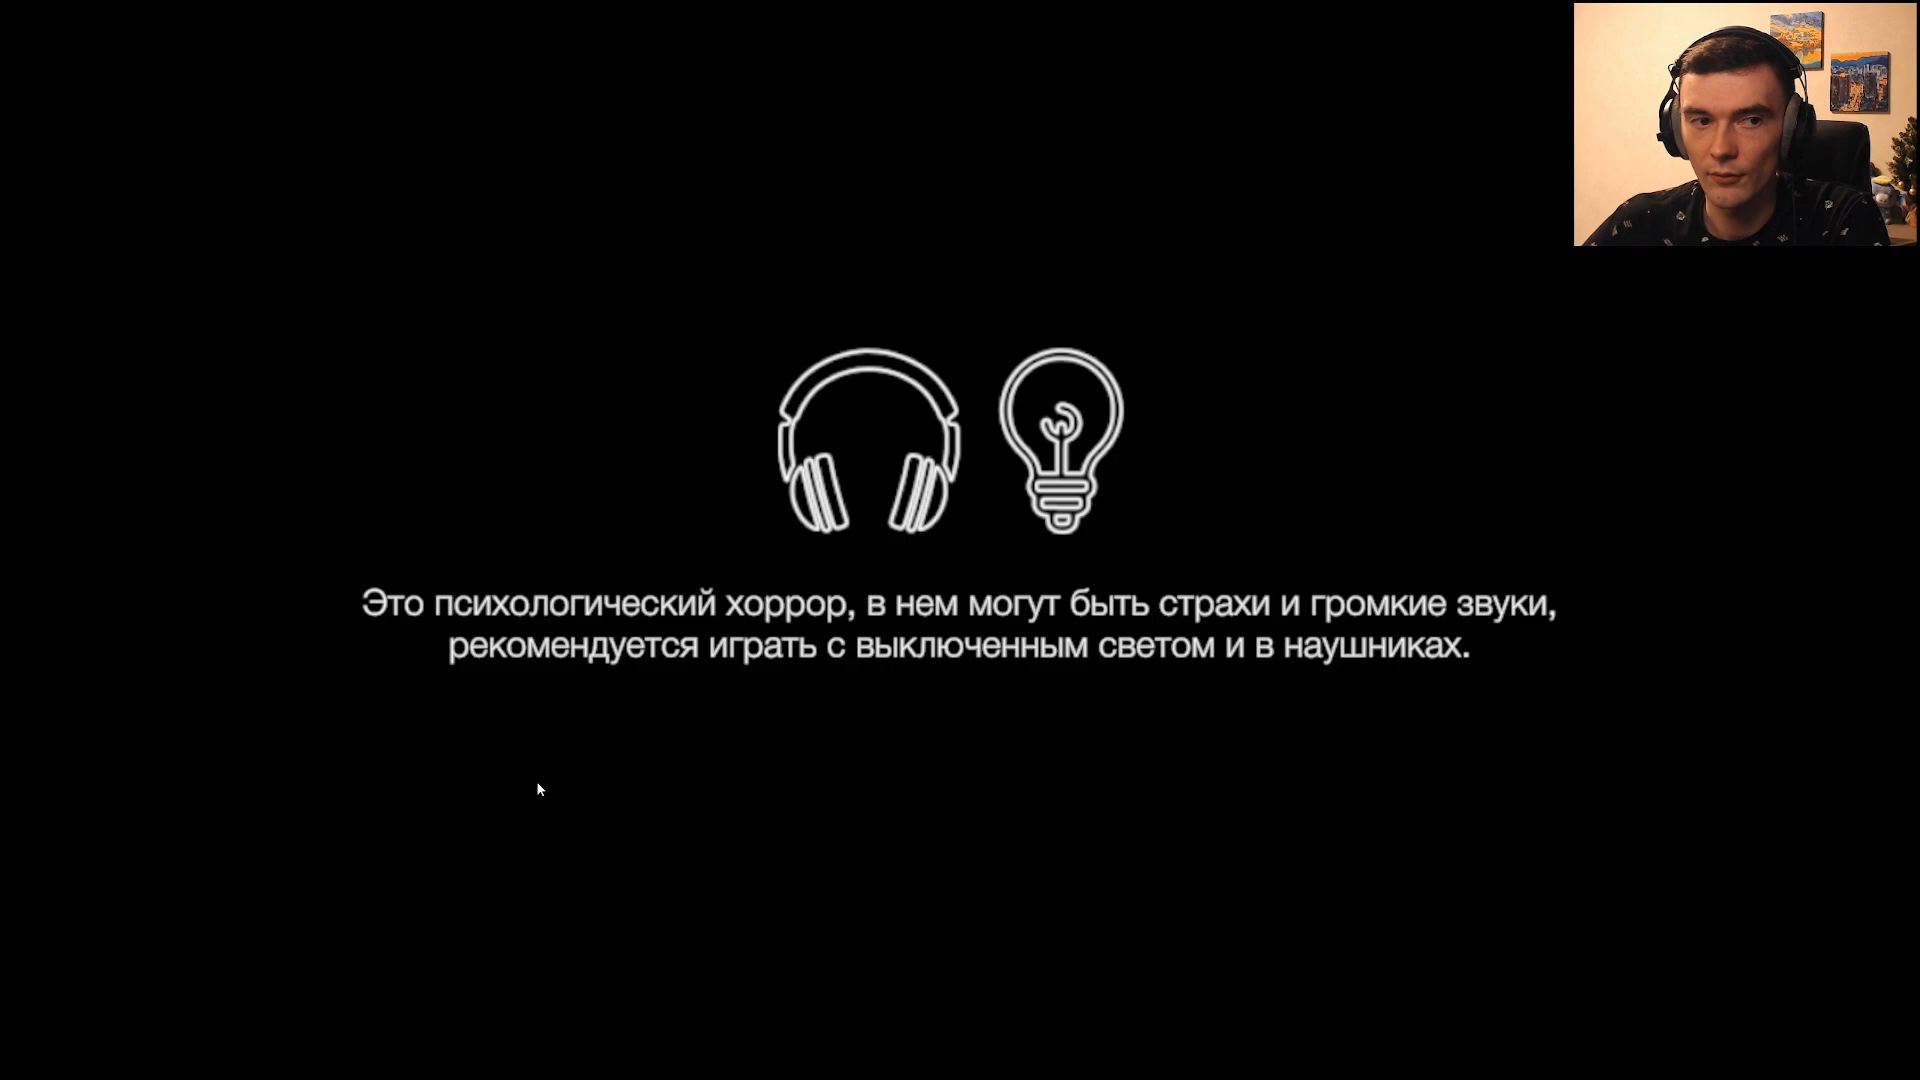 Это психологический хоррор, в нем могут быть страхи и громкие звуки,
рекомендуется играть с выключенным светом и в наушниках.